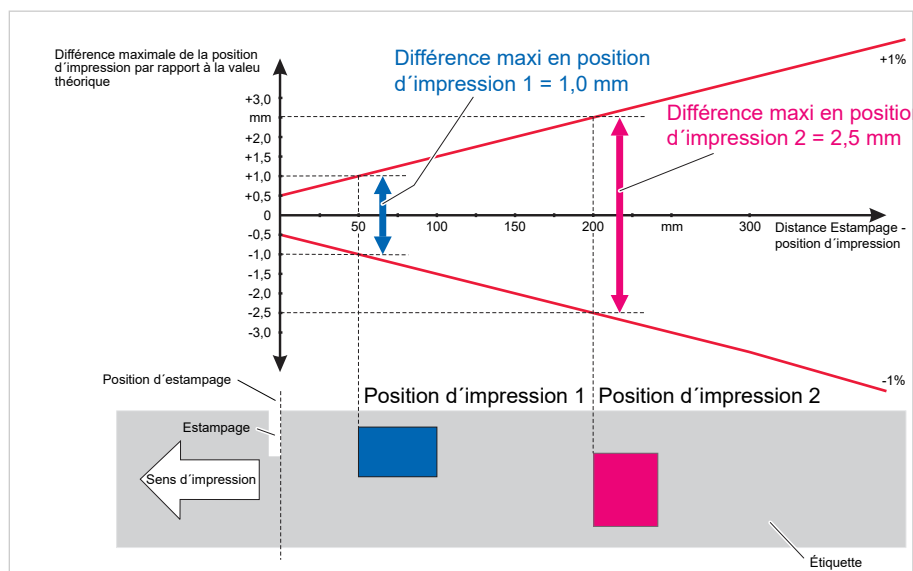 Différence maximale de la position
d´impression par rapport à la valeu
théorique
Différence maxi en position
d´impression 1 = 1,0 mm
+1%
Différence maxi en positio
d´impression 2 = 2,5 mm
+3,0
mm
+2,0
+1,5
+1,0
+0,5
0
-0,5
-1,0
-1,5
-2,0
-2,5
-3,0
50
100
150
200
mm
300
Distance Estampage -
position d´impression
-1%
Position d´estampage
Position d´impression 1
Position d´impression 2
Estampage
Sens d´impression
Étiquette